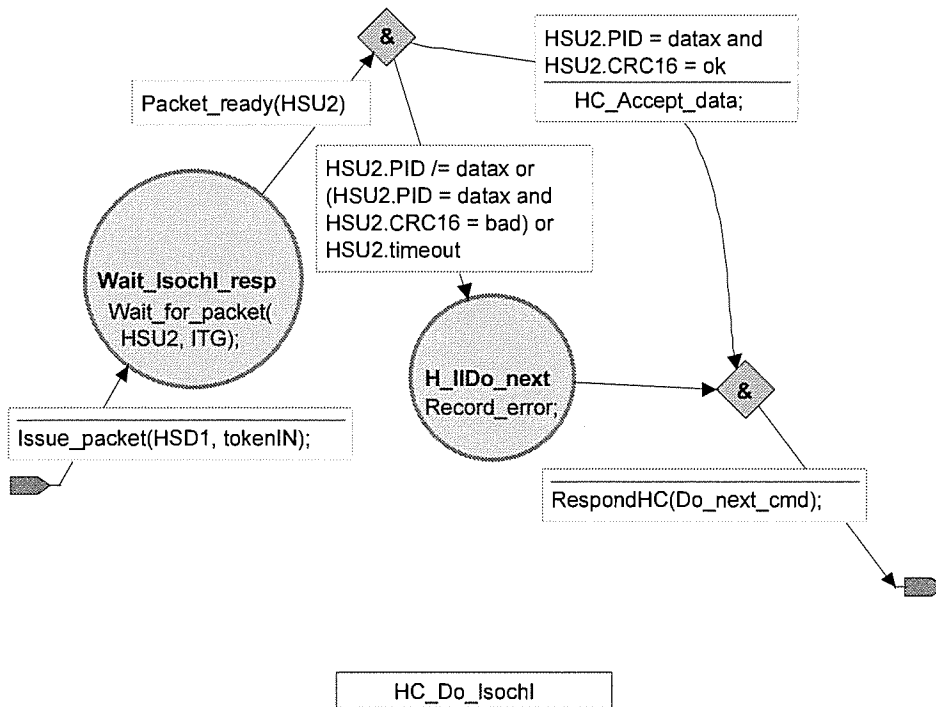 &
HSU2.PID = datax and
HSU2.CRC16 = ok
HC_Accept_data;
Packet_ready(HSU2)
HSU2.PID /= datax or
(HSU2.PID = datax and
HSU2.CRC16 = bad) or
HSU2.timeout
Wait_IsochI_resp
Wait_for_packet(
HSU2, ITG);
H_IIDo_next
Record_error;
&
Issue_packet(HSD1, tokenIN);
RespondHC(Do_next_cmd);
HC_Do_IsochI